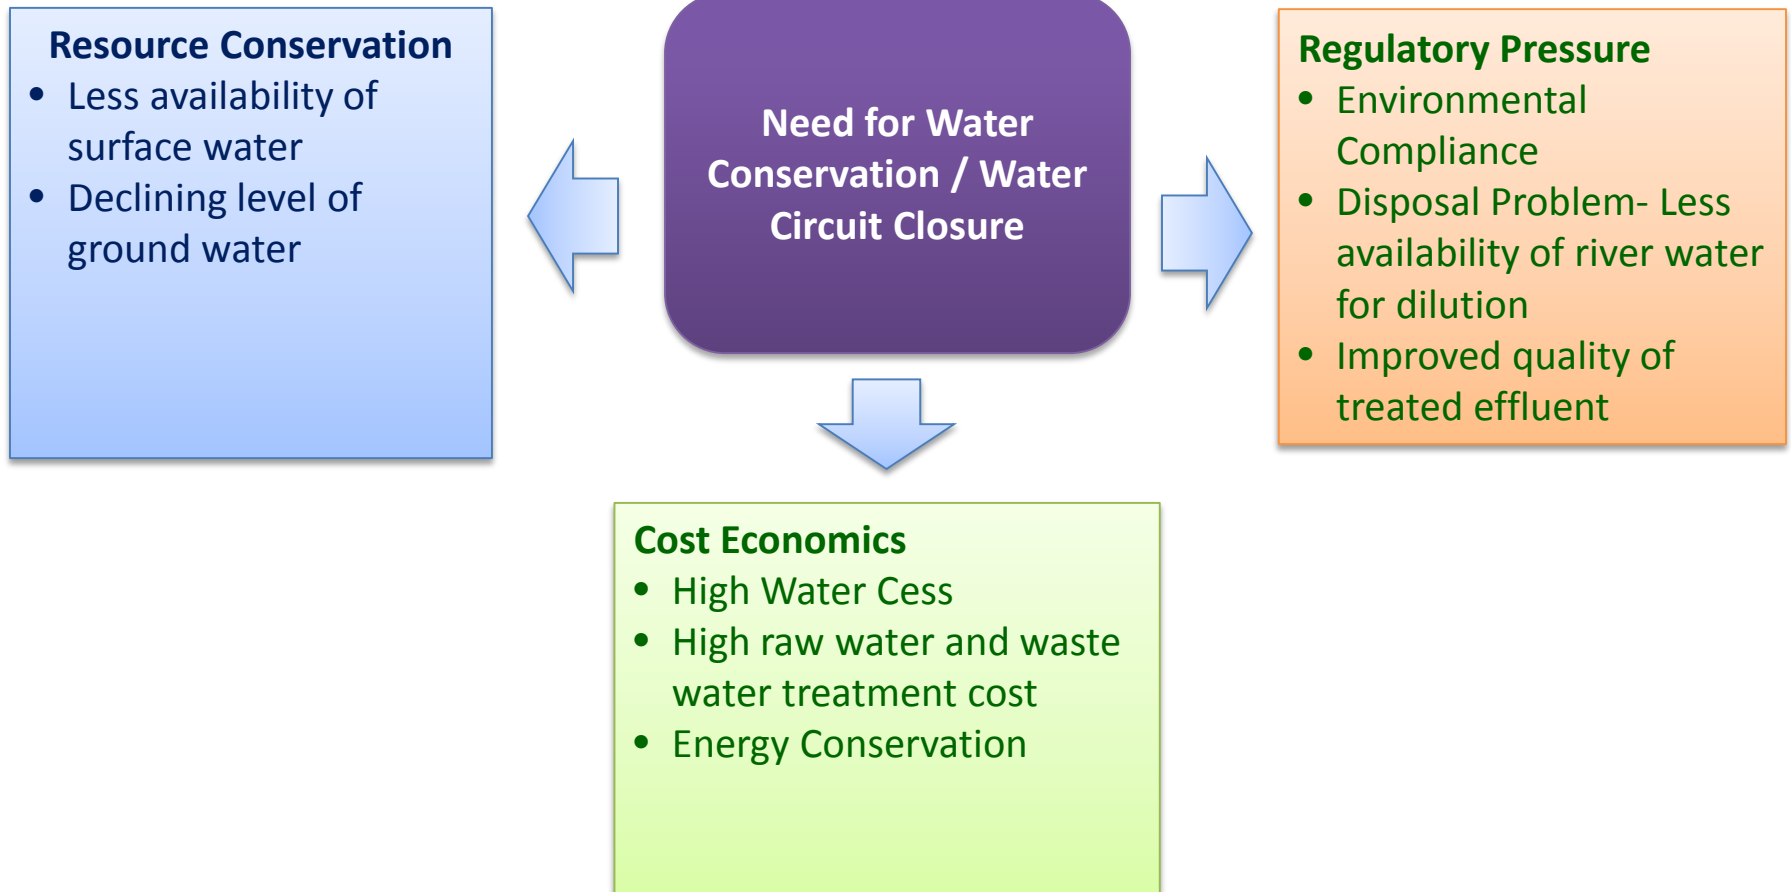 Resource Conservation
• Less availability of
surface water
• Declining level of
ground water
Need for Water
Conservation / Water
Circuit Closure
Regulatory Pressure
• Environmental
Compliance
• Disposal Problem- Less
availability of river water
for dilution
• Improved quality of
treated effluent
Cost Economics
• High Water Cess
• High raw water and waste
water treatment cost
• Energy Conservation